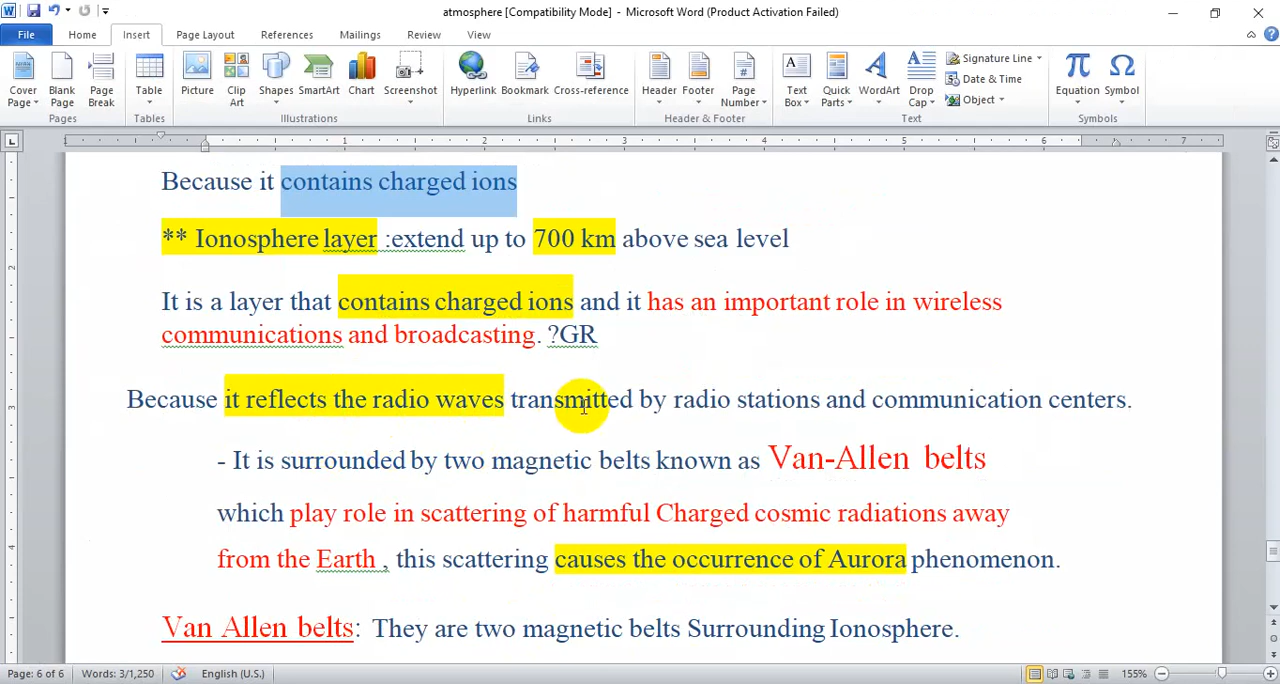 atmosphere [Compatibility Mode] - Microsoft Word (Product Activation Failed)
File Home Insert Page Layout References Mailings Review View
Cover Page Blank Page Page Break Table Picture Clip Art Shapes SmartArt Chart Screenshot Hyperlink Bookmark Cross-reference Header Footer Page Number Text Box Quick Parts WordArt Drop Cap Signature Line Date & Time Object Equation Symbol
Pages Tables Illustrations Links Header & Footer Text Symbols
1 1 2 3 4 5 6 7
Because it contains charged ions
** Ionosphere layer :extend up to 700 km above sea level
It is a layer that contains charged ions and it has an important role in wireless
communications and broadcasting. ?GR
Because it reflects the radio waves transmitted by radio stations and communication centers.
- It is surrounded by two magnetic belts known as Van-Allen belts
which play role in scattering of harmful Charged cosmic radiations away
from the Earth , this scattering causes the occurrence of Aurora phenomenon.
Van Allen belts: They are two magnetic belts Surrounding Ionosphere.
Page: 6 of 6 Words: 3/1,250 English (U.S.) 155%